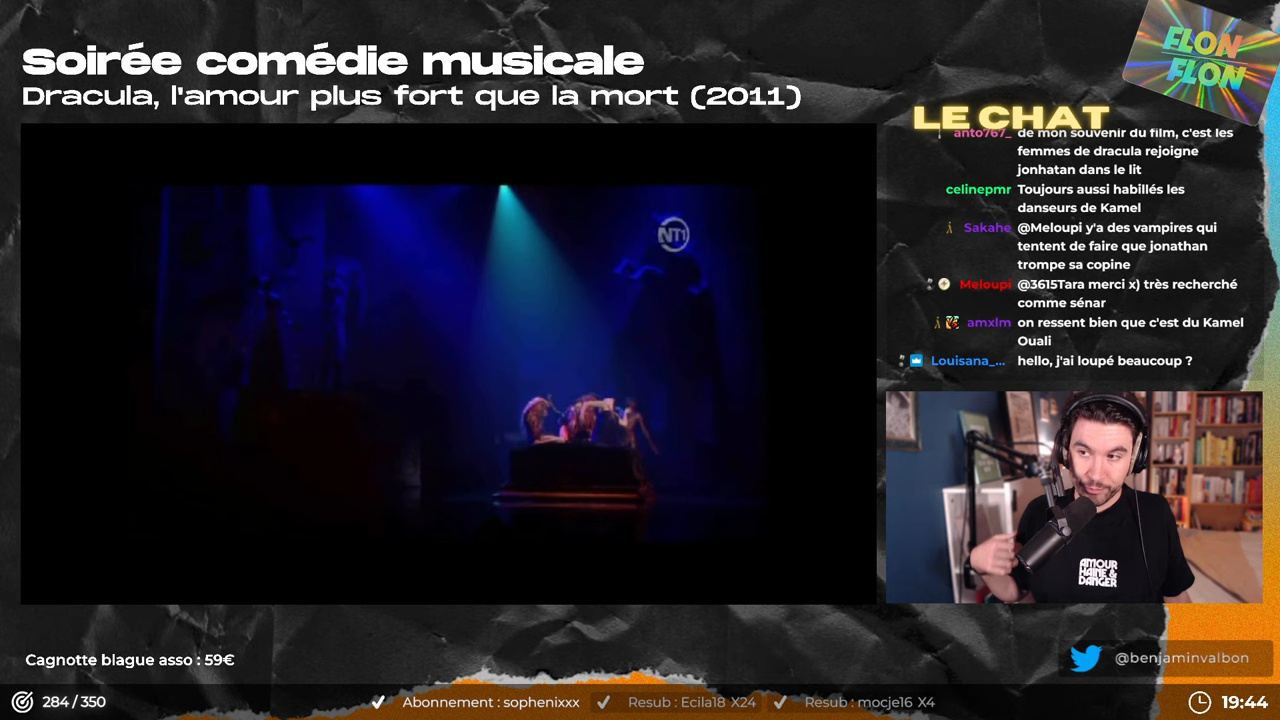 Soirée comédie musicale
Dracula, l'amour plus fort que la mort (2011)
FLON
FLON
LE CHAT
anto767_ de mon souvenir du film, c'est les
femmes de dracula rejoigne
jonhatan dans le lit
celinepmr Toujours aussi habillés les
danseurs de Kamel
Sakahe @Meloupi y'a des vampires qui
tentent de faire que jonathan
trompe sa copine
Meloupi @3615Tara merci x) très recherché
comme sénar
amxlm on ressent bien que c'est du Kamel
Ouali
Louisana_... hello, j'ai loupé beaucoup ?
NT1
AMOUR
HAINE &
DANGER
Cagnotte blague asso : 59€
@benjaminvalbon
284 / 350
Abonnement : sophenixxx
Resub : Ecila18 X24
Resub : mocje16 X4
19:44